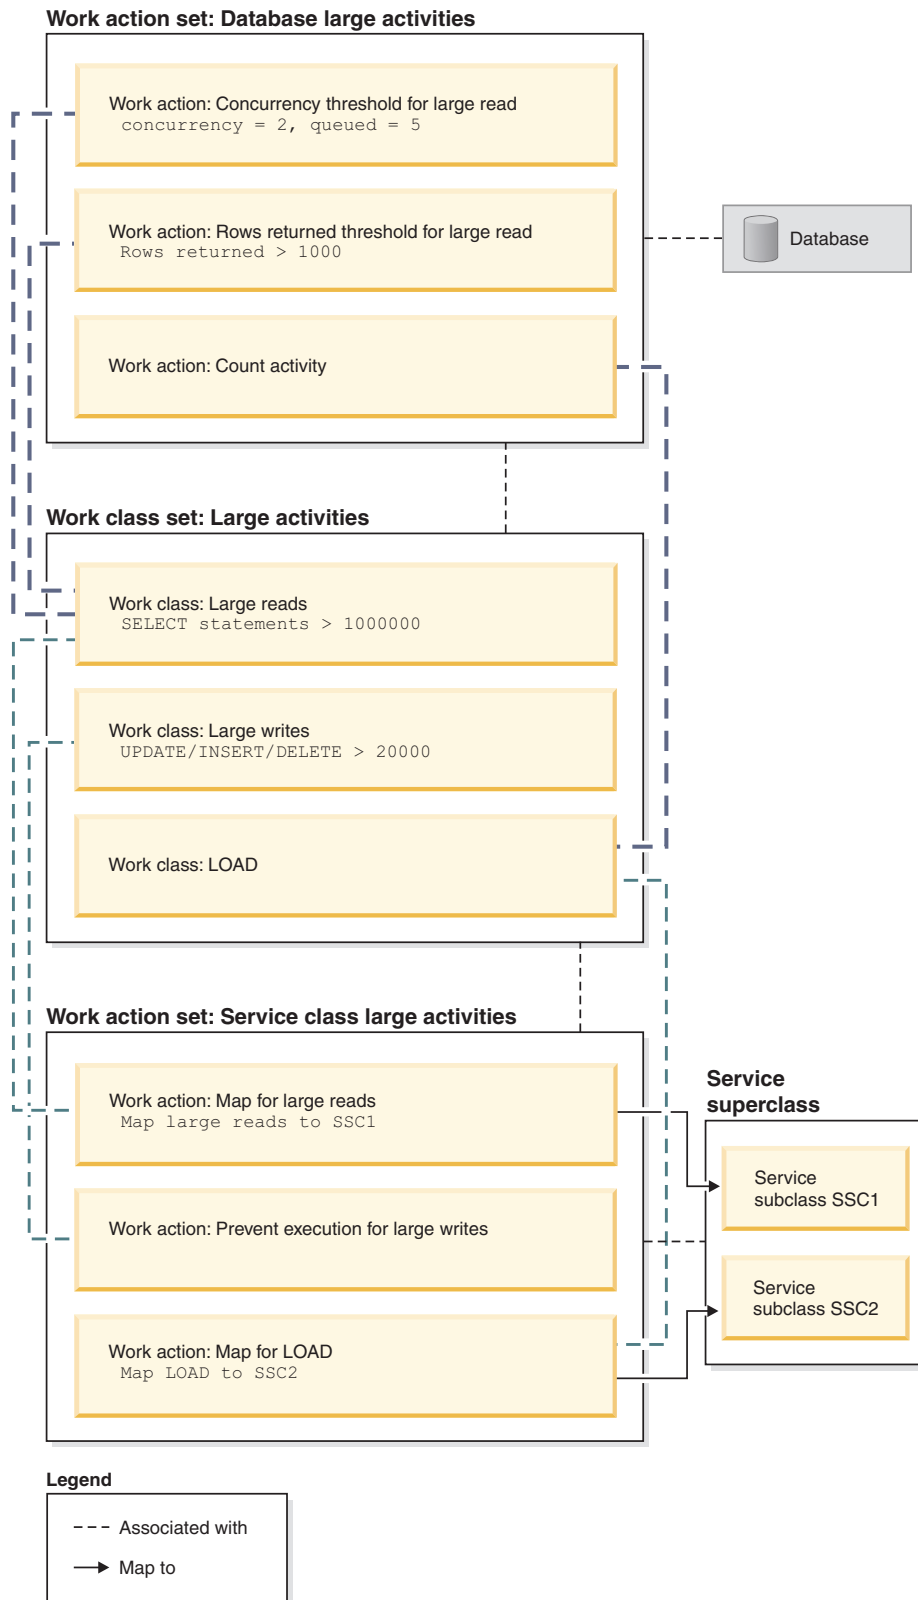 Work action set: Database large activities
Work action: Concurrency threshold for large read
concurrency = 2, queued = 5
Work action: Rows returned threshold for large read
Rows returned > 1000
Database
Work action: Count activity
Work class set: Large activities
Work class: Large reads
SELECT statements > 1000000
Work class: Large writes
UPDATE/INSERT/DELETE > 20000
Work class: LOAD
Work action set: Service class large activities
Work action: Map for large reads
Map large reads to SSC1
Work action: Prevent execution for large writes
Work action: Map for LOAD
Map LOAD to SSC2
Service
superclass
Service
subclass SSC1
Service
subclass SSC2
Legend
Associated with
Map to